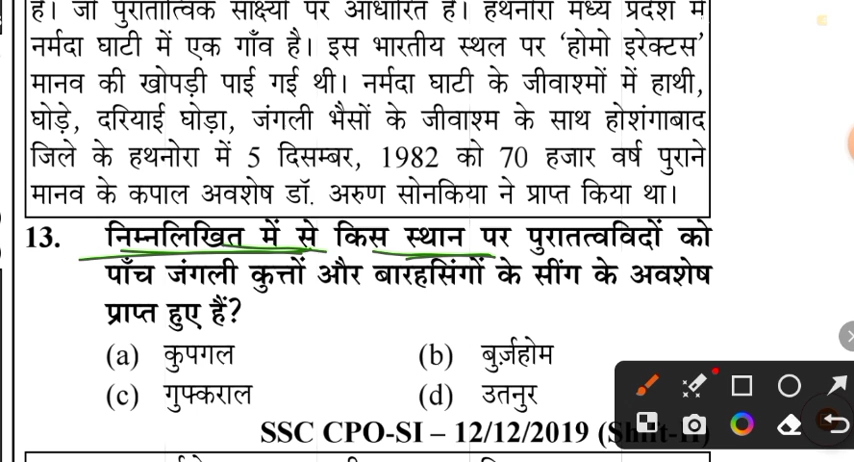 है। जो पुरातात्विक साक्ष्यों पर आधारित है। हथनोरा मध्य प्रदेश में
नर्मदा घाटी में एक गाँव है। इस भारतीय स्थल पर ‘होमो इरेक्टस’
मानव की खोपड़ी पाई गई थी। नर्मदा घाटी के जीवाश्मों में हाथी,
घोड़े, दरियाई घोड़ा, जंगली भैसों के जीवाश्म के साथ होशंगाबाद
जिले के हथनोरा में 5 दिसम्बर, 1982 को 70 हजार वर्ष पुराने
मानव के कपाल अवशेष डॉ. अरुण सोनकिया ने प्राप्त किया था।
13. निम्नलिखित में से किस स्थान पर पुरातत्वविदों को
पाँच जंगली कुत्तों और बारहसिंगों के सींग के अवशेष
प्राप्त हुए हैं?
(a) कुपगल (b) बुर्ज़होम
(c) गुफ्कराल (d) उतनुर
SSC CPO-SI – 12/12/2019